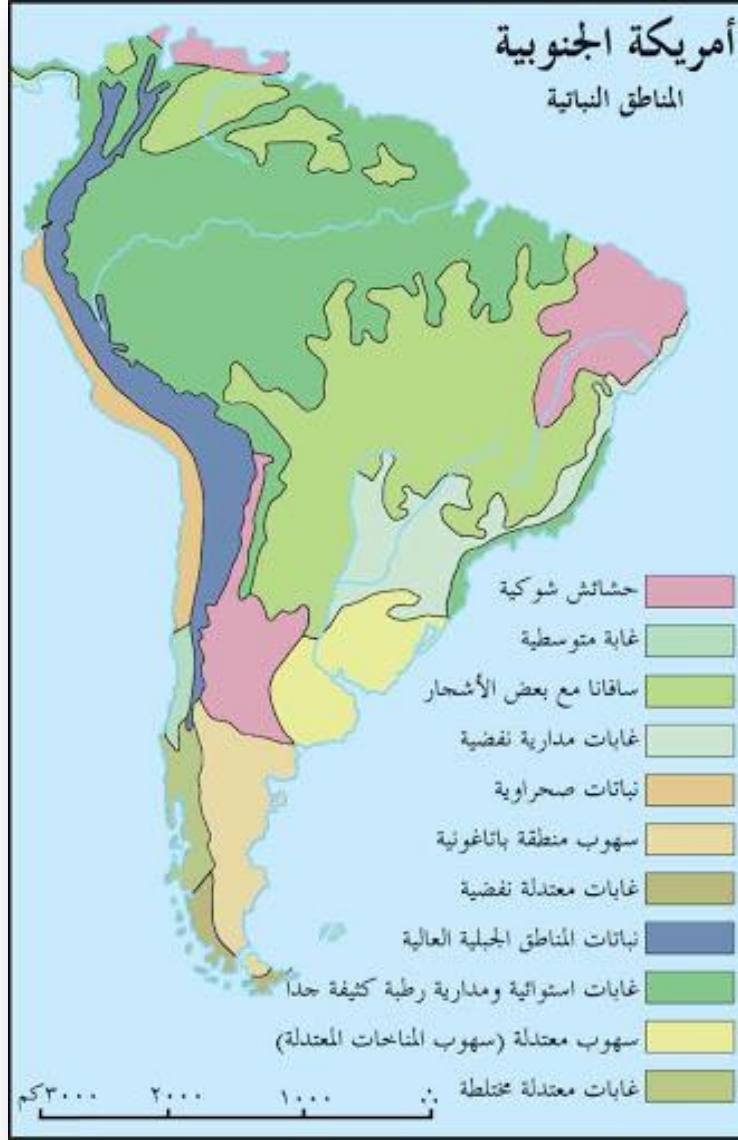 أمريكة الجنوبية
المناطق النباتية
حشائش شوكية
غابة متوسطية
ساڤانا مع بعض الأشجار
غابات مدارية نفضية
نباتات صحراوية
سهوب منطقة باتاغونية
غابات معتدلة نفضية
نباتات المناطق الجبلية العالية
غابات استوائية ومدارية رطبة كثيفة جدا
سهوب معتدلة (سهوب المناخات المعتدلة)
غابات معتدلة مختلطة
٠ ١٠٠٠ ٢٠٠٠ ٣٠٠٠كم